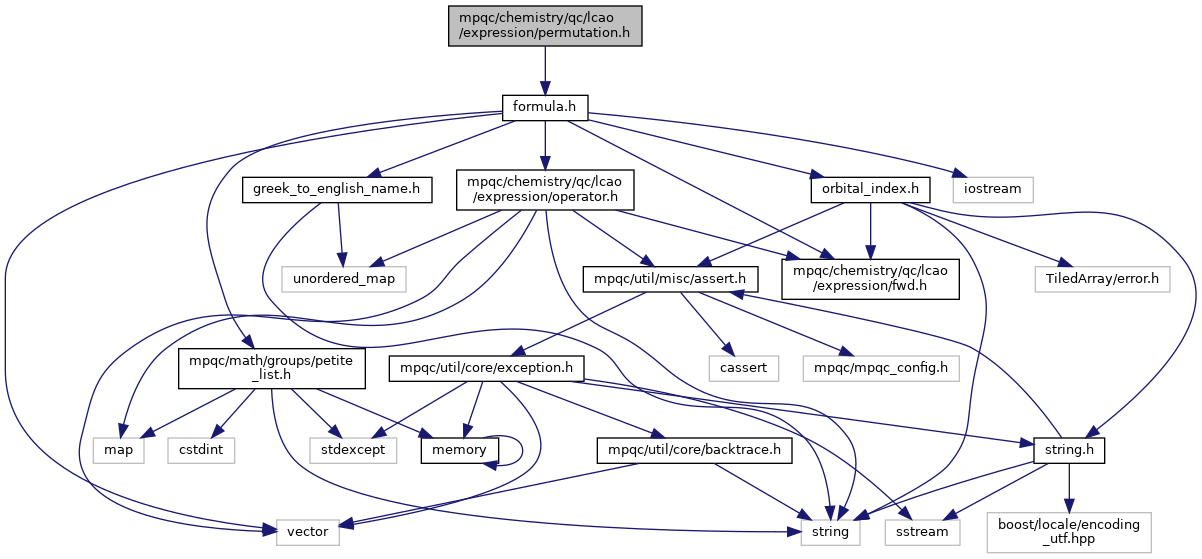 mpqc/chemistry/qc/lcao
/expression/permutation.h
formula.h
greek_to_english_name.h
mpqc/chemistry/qc/lcao
/expression/operator.h
orbital_index.h
iostream
unordered_map
mpqc/util/misc/assert.h
mpqc/chemistry/qc/lcao
/expression/fwd.h
TiledArray/error.h
mpqc/math/groups/petite
_list.h
mpqc/util/core/exception.h
cassert
mpqc/mpqc_config.h
map
cstdint
stdexcept
memory
mpqc/util/core/backtrace.h
string.h
vector
string
sstream
boost/locale/encoding
_utf.hpp